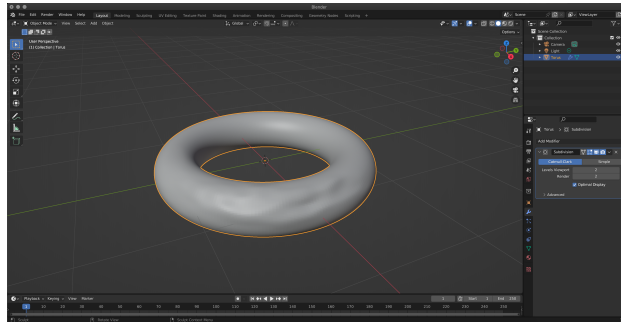 Blender
File Edit Render Window Help Layout Modeling Sculpting UV Editing Texture Paint Shading Animation Rendering Compositing Geometry Nodes Scripting + Scene ViewLayer
Object Mode View Select Add Object Global
Options
User Perspective
(1) Collection | Torus
Scene Collection
Collection
Camera
Light
Torus
Torus > Subdivision
Add Modifier
Subdivision
Catmull-Clark Simple
Levels Viewport 2
Render 2
Optimal Display
> Advanced
Playback Keying View Marker 1 Start 1 End 250
1 10 20 30 40 50 60 70 80 90 100 110 120 130 140 150 160 170 180 190 200 210 220 230 240 250
Sculpt Rotate View Sculpt Context Menu